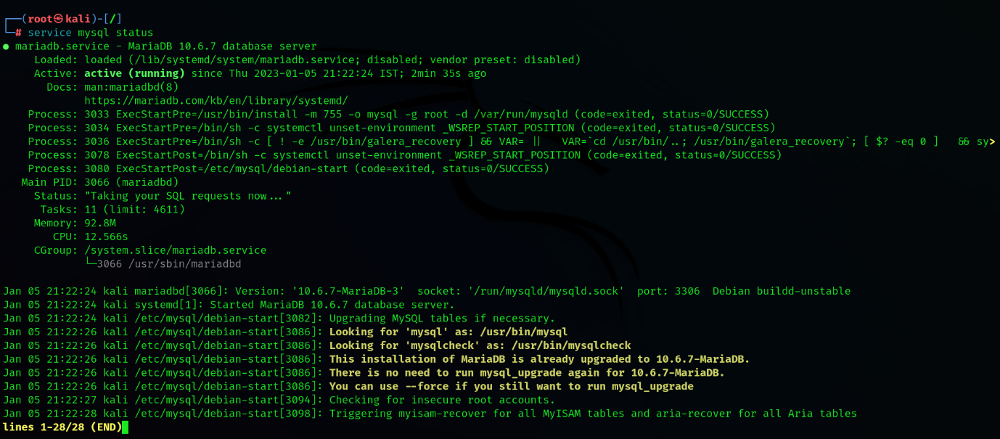 ┌──(root㉿kali)-[/]
└─# service mysql status
● mariadb.service - MariaDB 10.6.7 database server
     Loaded: loaded (/lib/systemd/system/mariadb.service; disabled; vendor preset: disabled)
     Active: active (running) since Thu 2023-01-05 21:22:24 IST; 2min 35s ago
       Docs: man:mariadbd(8)
             https://mariadb.com/kb/en/library/systemd/
    Process: 3033 ExecStartPre=/usr/bin/install -m 755 -o mysql -g root -d /var/run/mysqld (code=exited, status=0/SUCCESS)
    Process: 3034 ExecStartPre=/bin/sh -c systemctl unset-environment _WSREP_START_POSITION (code=exited, status=0/SUCCESS)
    Process: 3036 ExecStartPre=/bin/sh -c [ ! -e /usr/bin/galera_recovery ] && VAR= ||   VAR=`cd /usr/bin/..; /usr/bin/galera_recovery`; [ $? -eq 0 ]   && sy>
    Process: 3078 ExecStartPost=/bin/sh -c systemctl unset-environment _WSREP_START_POSITION (code=exited, status=0/SUCCESS)
    Process: 3080 ExecStartPost=/etc/mysql/debian-start (code=exited, status=0/SUCCESS)
   Main PID: 3066 (mariadbd)
     Status: "Taking your SQL requests now..."
      Tasks: 11 (limit: 4611)
     Memory: 92.8M
        CPU: 12.566s
     CGroup: /system.slice/mariadb.service
             └─3066 /usr/sbin/mariadbd

Jan 05 21:22:24 kali mariadbd[3066]: Version: '10.6.7-MariaDB-3'  socket: '/run/mysqld/mysqld.sock'  port: 3306  Debian buildd-unstable
Jan 05 21:22:24 kali systemd[1]: Started MariaDB 10.6.7 database server.
Jan 05 21:22:24 kali /etc/mysql/debian-start[3082]: Upgrading MySQL tables if necessary.
Jan 05 21:22:26 kali /etc/mysql/debian-start[3086]: Looking for 'mysql' as: /usr/bin/mysql
Jan 05 21:22:26 kali /etc/mysql/debian-start[3086]: Looking for 'mysqlcheck' as: /usr/bin/mysqlcheck
Jan 05 21:22:26 kali /etc/mysql/debian-start[3086]: This installation of MariaDB is already upgraded to 10.6.7-MariaDB.
Jan 05 21:22:26 kali /etc/mysql/debian-start[3086]: There is no need to run mysql_upgrade again for 10.6.7-MariaDB.
Jan 05 21:22:26 kali /etc/mysql/debian-start[3086]: You can use --force if you still want to run mysql_upgrade
Jan 05 21:22:27 kali /etc/mysql/debian-start[3094]: Checking for insecure root accounts.
Jan 05 21:22:28 kali /etc/mysql/debian-start[3098]: Triggering myisam-recover for all MyISAM tables and aria-recover for all Aria tables
lines 1-28/28 (END)